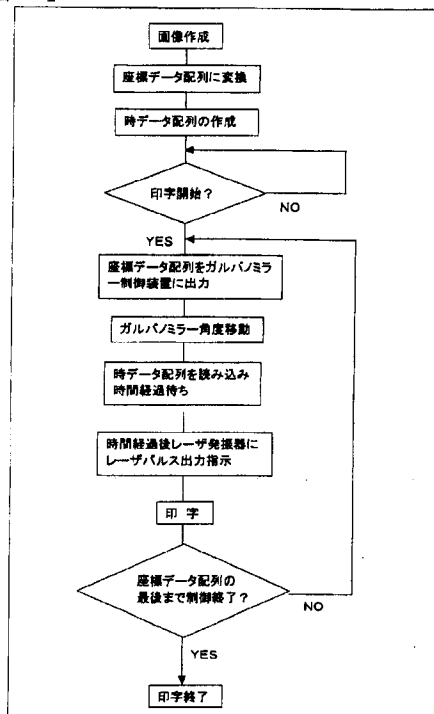 画像作成
座標データ配列に変換
時データ配列の作成
印字開始？
NO
YES
座標データ配列をガルバノミラ
ー制御装置に出力
ガルバノミラー角度移動
時データ配列を読み込み
時間経過待ち
時間経過後レーザ発振器に
レーザパルス出力指示
印 字
座標データ配列の
最後まで制御終了？
NO
YES
印字終了